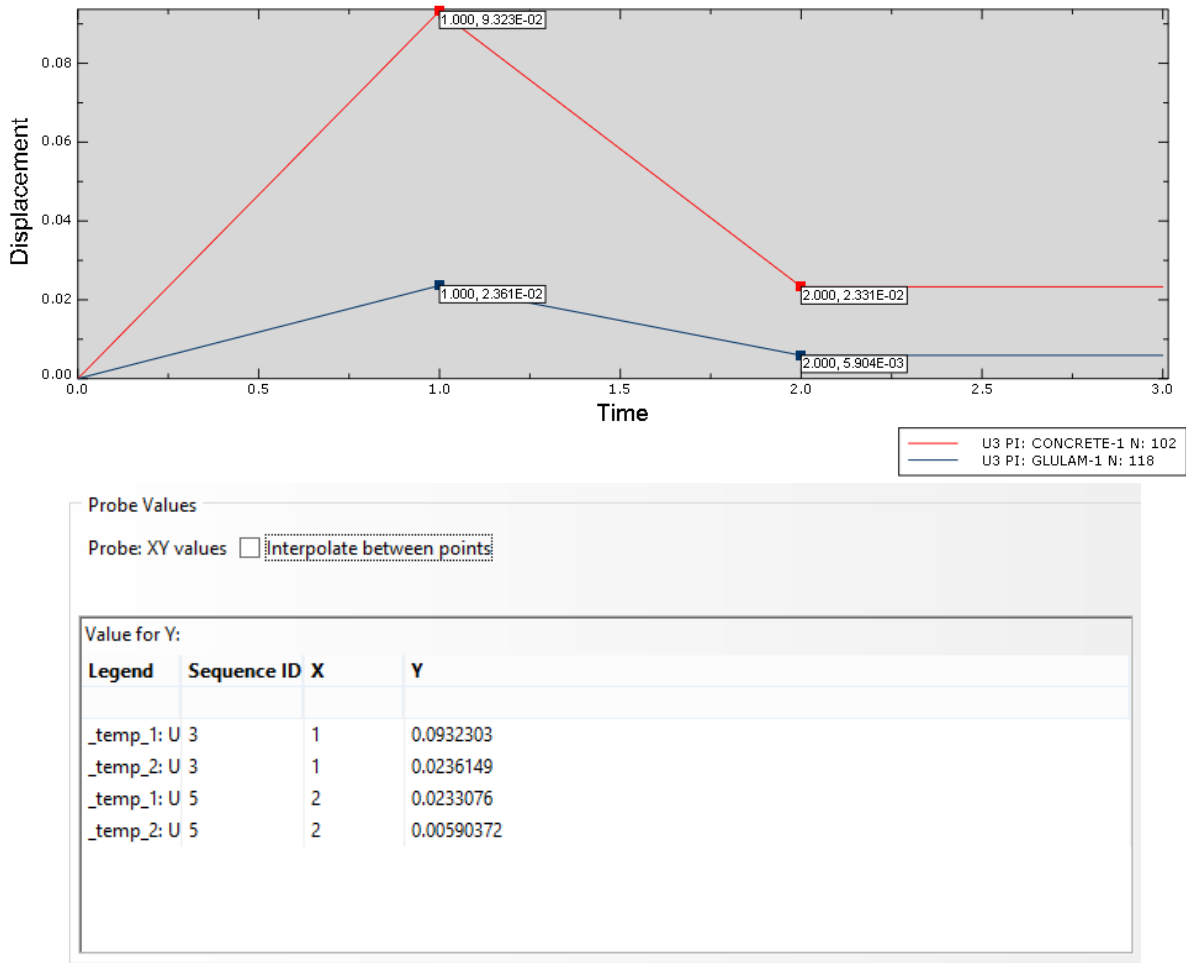 1.000, 9.323E-02
0.08
0.06
0.04
0.02
0.00
Displacement
1.000, 2.361E-02
2.000, 2.331E-02
2.000, 5.904E-03
0.0 0.5 1.0 1.5 2.0 2.5 3.0
Time
U3 PI: CONCRETE-1 N: 102
U3 PI: GLULAM-1 N: 118
Probe Values
Probe: XY values Interpolate between points
Value for Y:
Legend Sequence ID X Y
_temp_1: U 3 1 0.0932303
_temp_2: U 3 1 0.0236149
_temp_1: U 5 2 0.0233076
_temp_2: U 5 2 0.00590372